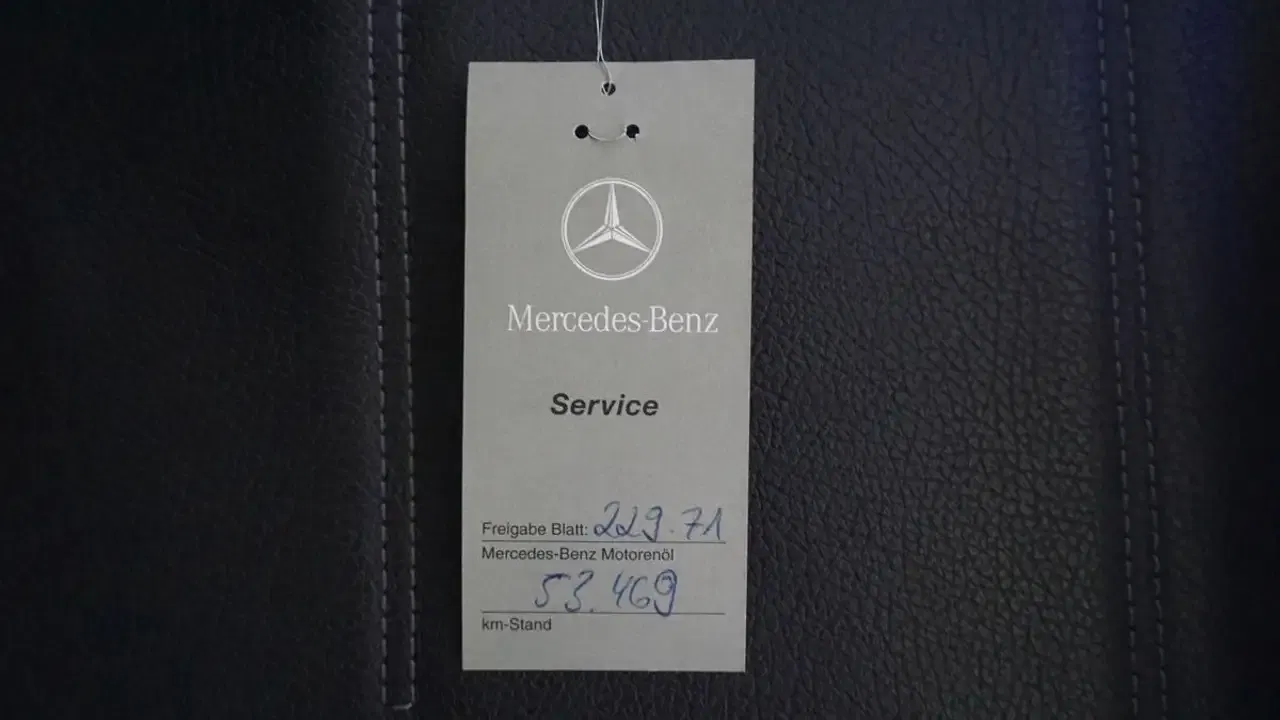 Mercedes-Benz
Service
Freigabe Blatt: 229.71
Mercedes-Benz Motorenöl
53.469
km-Stand